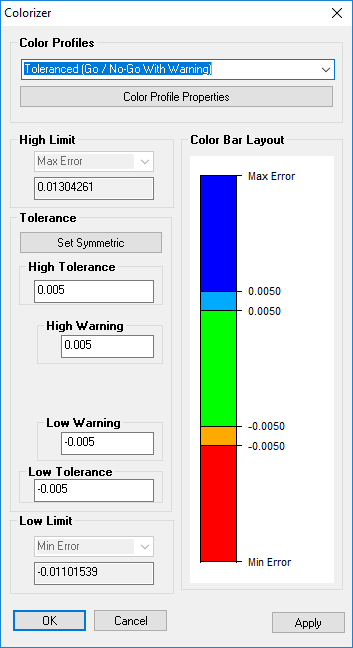 Colorizer
Color Profiles
Toleranced (Go / No-Go With Warning)
Color Profile Properties
High Limit
Max Error
0.01304261
Tolerance
Set Symmetric
High Tolerance
0.005
High Warning
0.005
Low Warning
-0.005
Low Tolerance
-0.005
Low Limit
Min Error
-0.01101539
Color Bar Layout
Max Error
0.0050
0.0050
-0.0050
-0.0050
Min Error
OK
Cancel
Apply